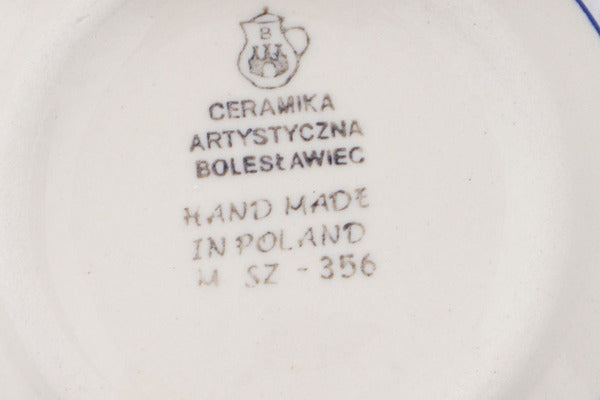 B
CERAMIKA
ARTYSTYCZNA
BOLESŁAWIEC
HAND MADE
IN POLAND
M SZ - 356